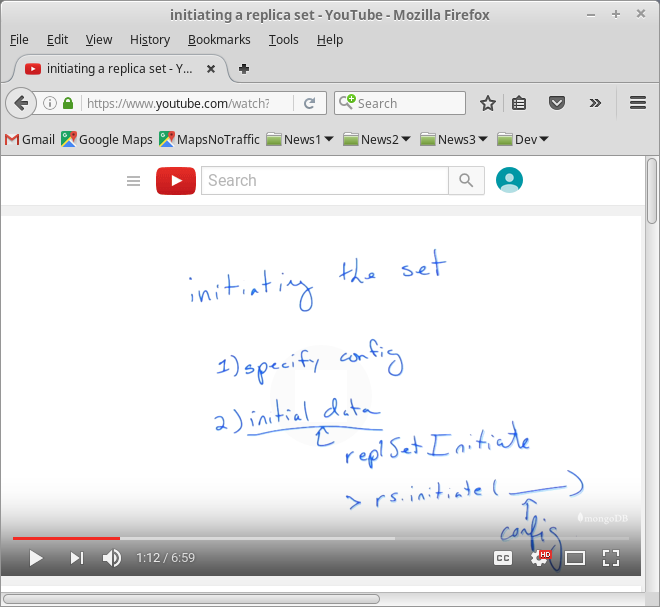 initiating a replica set - YouTube - Mozilla Firefox
File Edit View History Bookmarks Tools Help
initiating a replica set - Y...
https://www.youtube.com/watch?
Search
Gmail Google Maps MapsNoTraffic News1 News2 News3 Dev
Search
initiating the set
1) specify config
2) initial data
replSetInitiate
> rs.initiate( ____ )
config
mongoDB
1:12 / 6:59
CC
HD